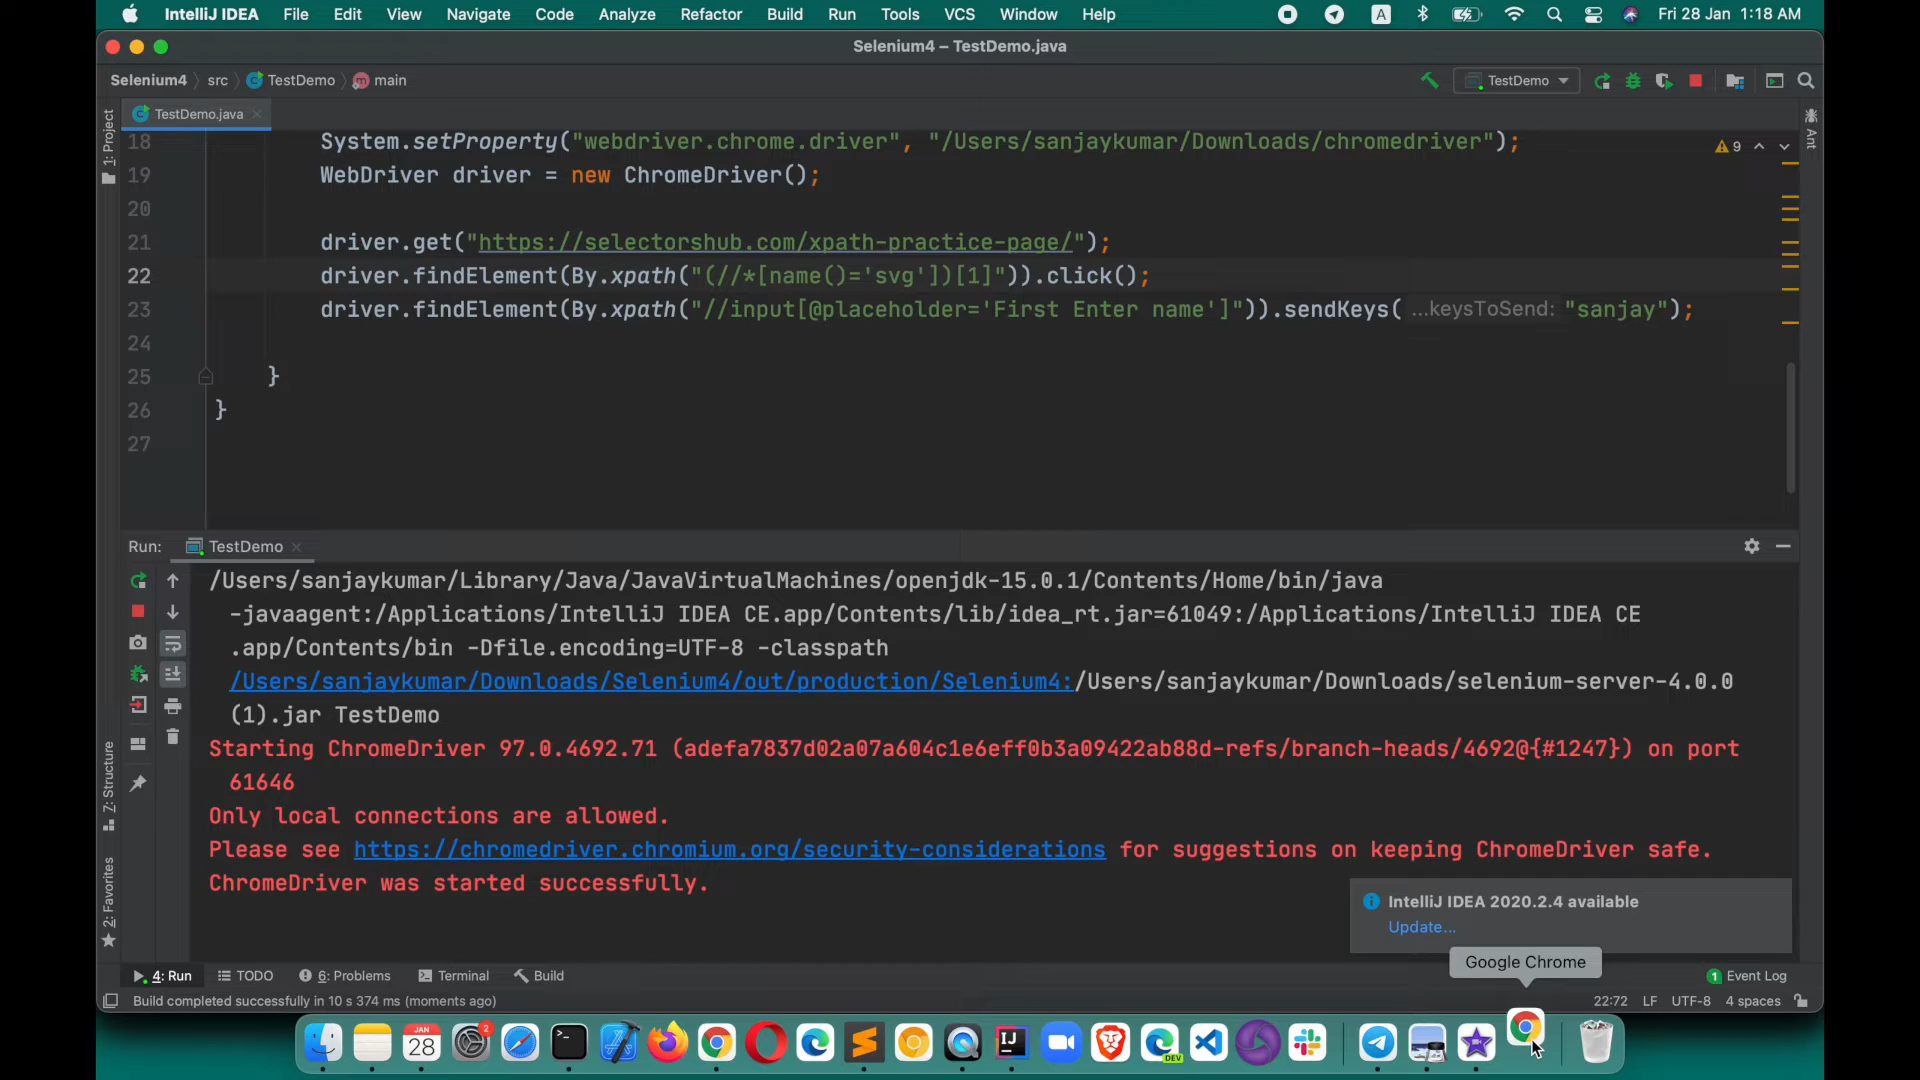 IntelliJ IDEA File Edit View Navigate Code Analyze Refactor Build Run Tools VCS Window Help A Fri 28 Jan 1:18 AM
Selenium4 – TestDemo.java
Selenium4 src TestDemo m main TestDemo
1: Project TestDemo.java Ant
18 System.setProperty("webdriver.chrome.driver", "/Users/sanjaykumar/Downloads/chromedriver"); 9
19 WebDriver driver = new ChromeDriver();
20
21 driver.get("https://selectorshub.com/xpath-practice-page/");
22 driver.findElement(By.xpath("(//*[name()='svg'])[1]")).click();
23 driver.findElement(By.xpath("//input[@placeholder='First Enter name']")).sendKeys( ...keysToSend: "sanjay");
24
25 }
26 }
27
Run: TestDemo
/Users/sanjaykumar/Library/Java/JavaVirtualMachines/openjdk-15.0.1/Contents/Home/bin/java
-javaagent:/Applications/IntelliJ IDEA CE.app/Contents/lib/idea_rt.jar=61049:/Applications/IntelliJ IDEA CE
.app/Contents/bin -Dfile.encoding=UTF-8 -classpath
/Users/sanjaykumar/Downloads/Selenium4/out/production/Selenium4:/Users/sanjaykumar/Downloads/selenium-server-4.0.0
(1).jar TestDemo
Starting ChromeDriver 97.0.4692.71 (adefa7837d02a07a604c1e6eff0b3a09422ab88d-refs/branch-heads/4692@{#1247}) on port
61646
Only local connections are allowed.
Please see https://chromedriver.chromium.org/security-considerations for suggestions on keeping ChromeDriver safe.
ChromeDriver was started successfully.
Z: Structure
2: Favorites
IntelliJ IDEA 2020.2.4 available
Update...
Google Chrome
4: Run TODO 6: Problems Terminal Build 1 Event Log
Build completed successfully in 10 s 374 ms (moments ago) 22:72 LF UTF-8 4 spaces
JAN
28
2
IJ
DEV